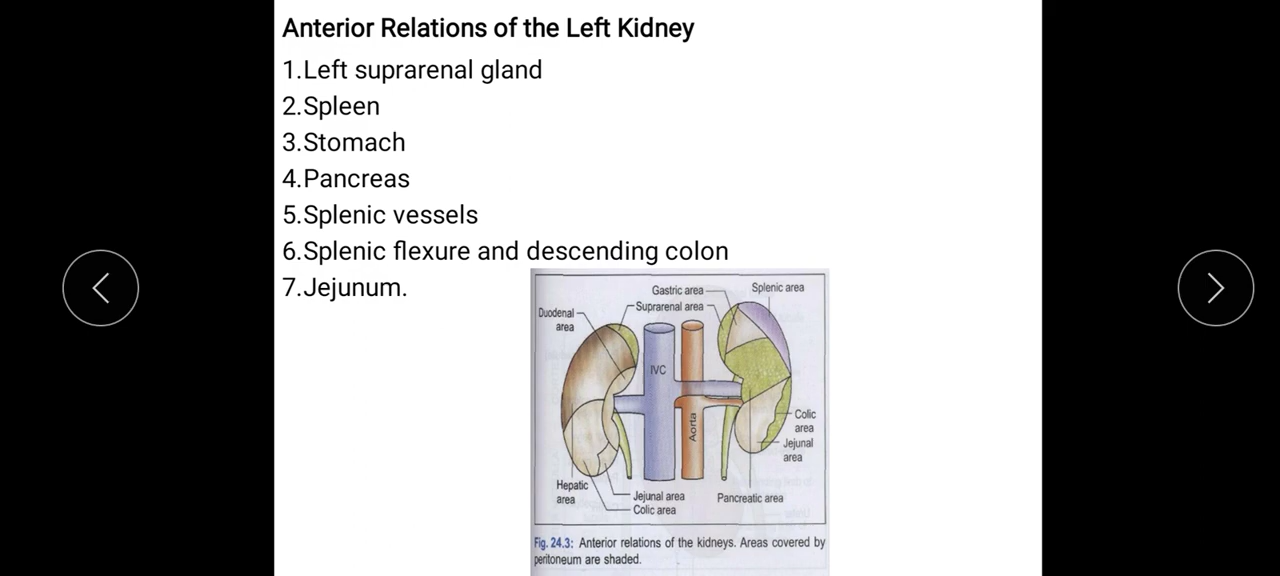 Anterior Relations of the Left Kidney
1.Left suprarenal gland
2.Spleen
3.Stomach
4.Pancreas
5.Splenic vessels
6.Splenic flexure and descending colon
7.Jejunum.
Gastric area
Splenic area
Suprarenal area
Duodenal
area
IVC
Aorta
Colic
area
Jejunal
area
Hepatic
area
Jejunal area
Colic area
Pancreatic area
Fig. 24.3: Anterior relations of the kidneys. Areas covered by
peritoneum are shaded.